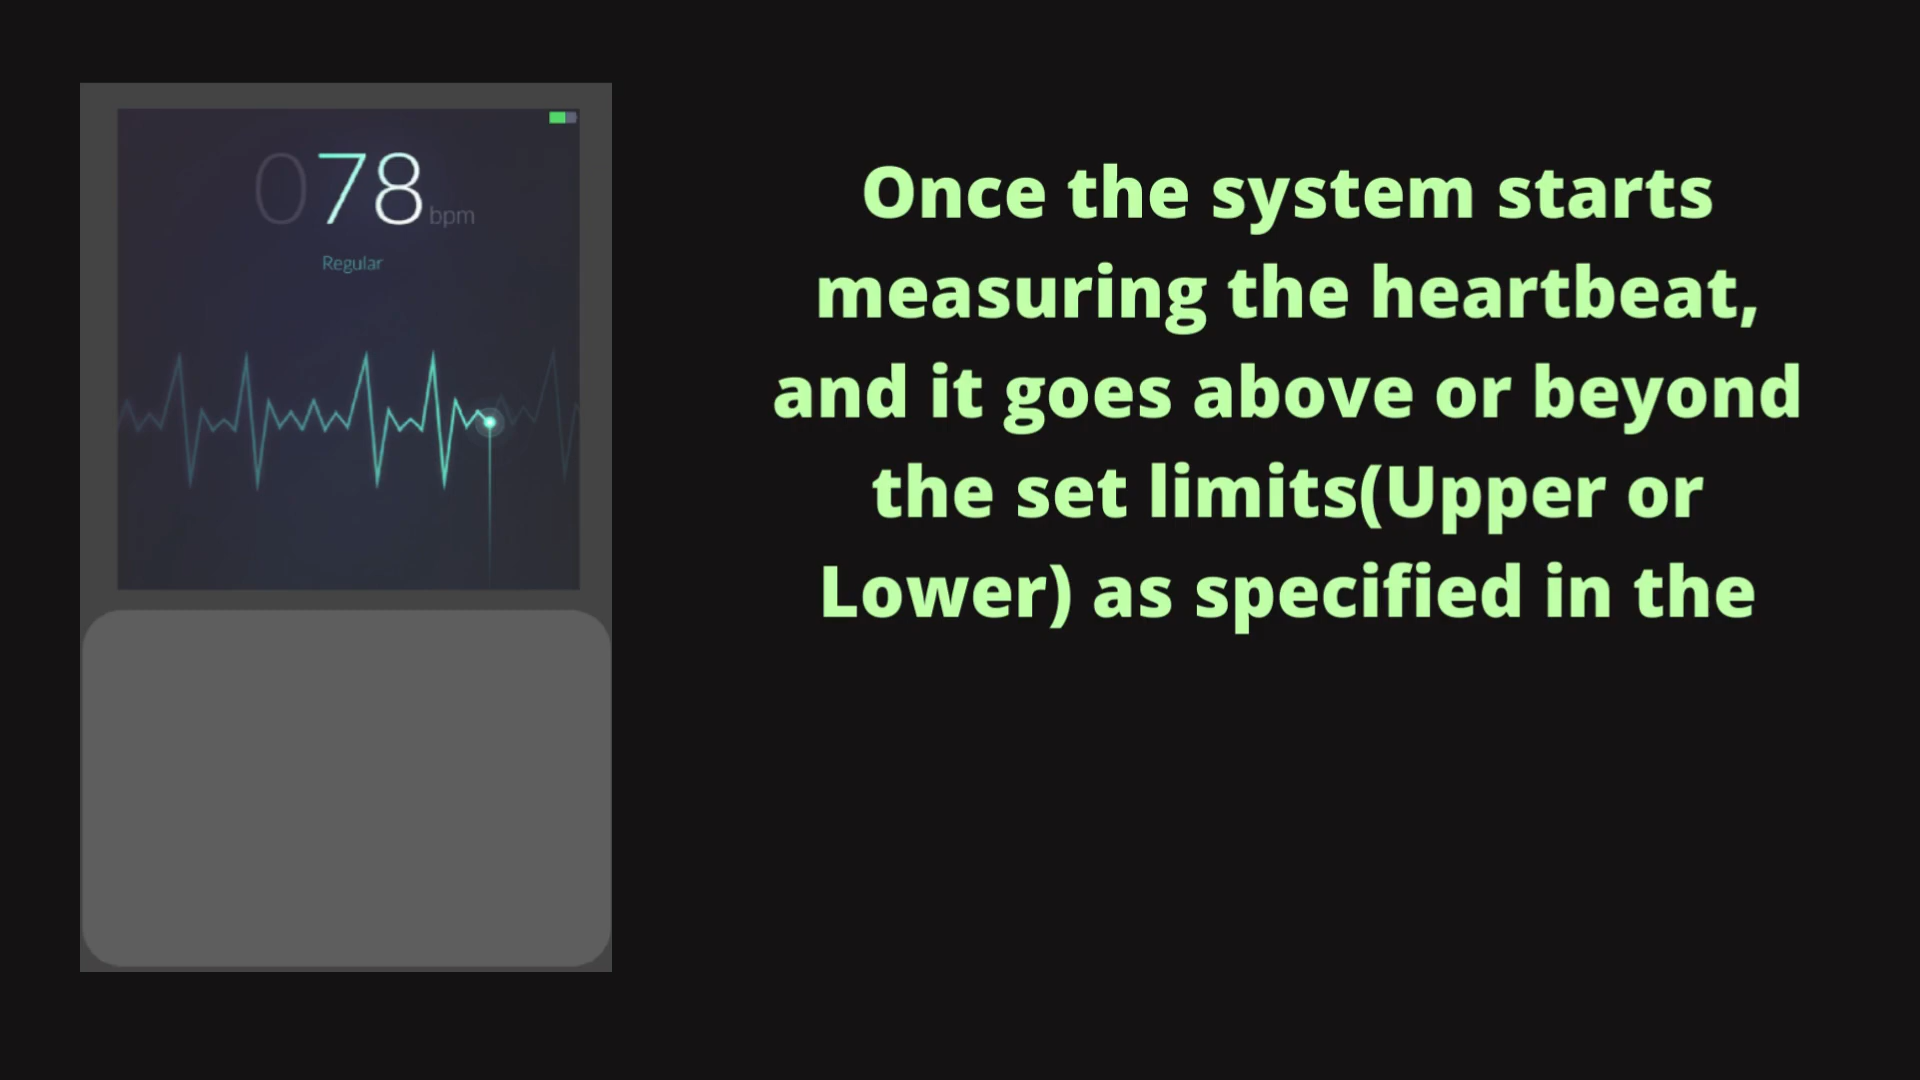 078 bpm
Regular
Once the system starts
measuring the heartbeat,
and it goes above or beyond
the set limits(Upper or
Lower) as specified in the